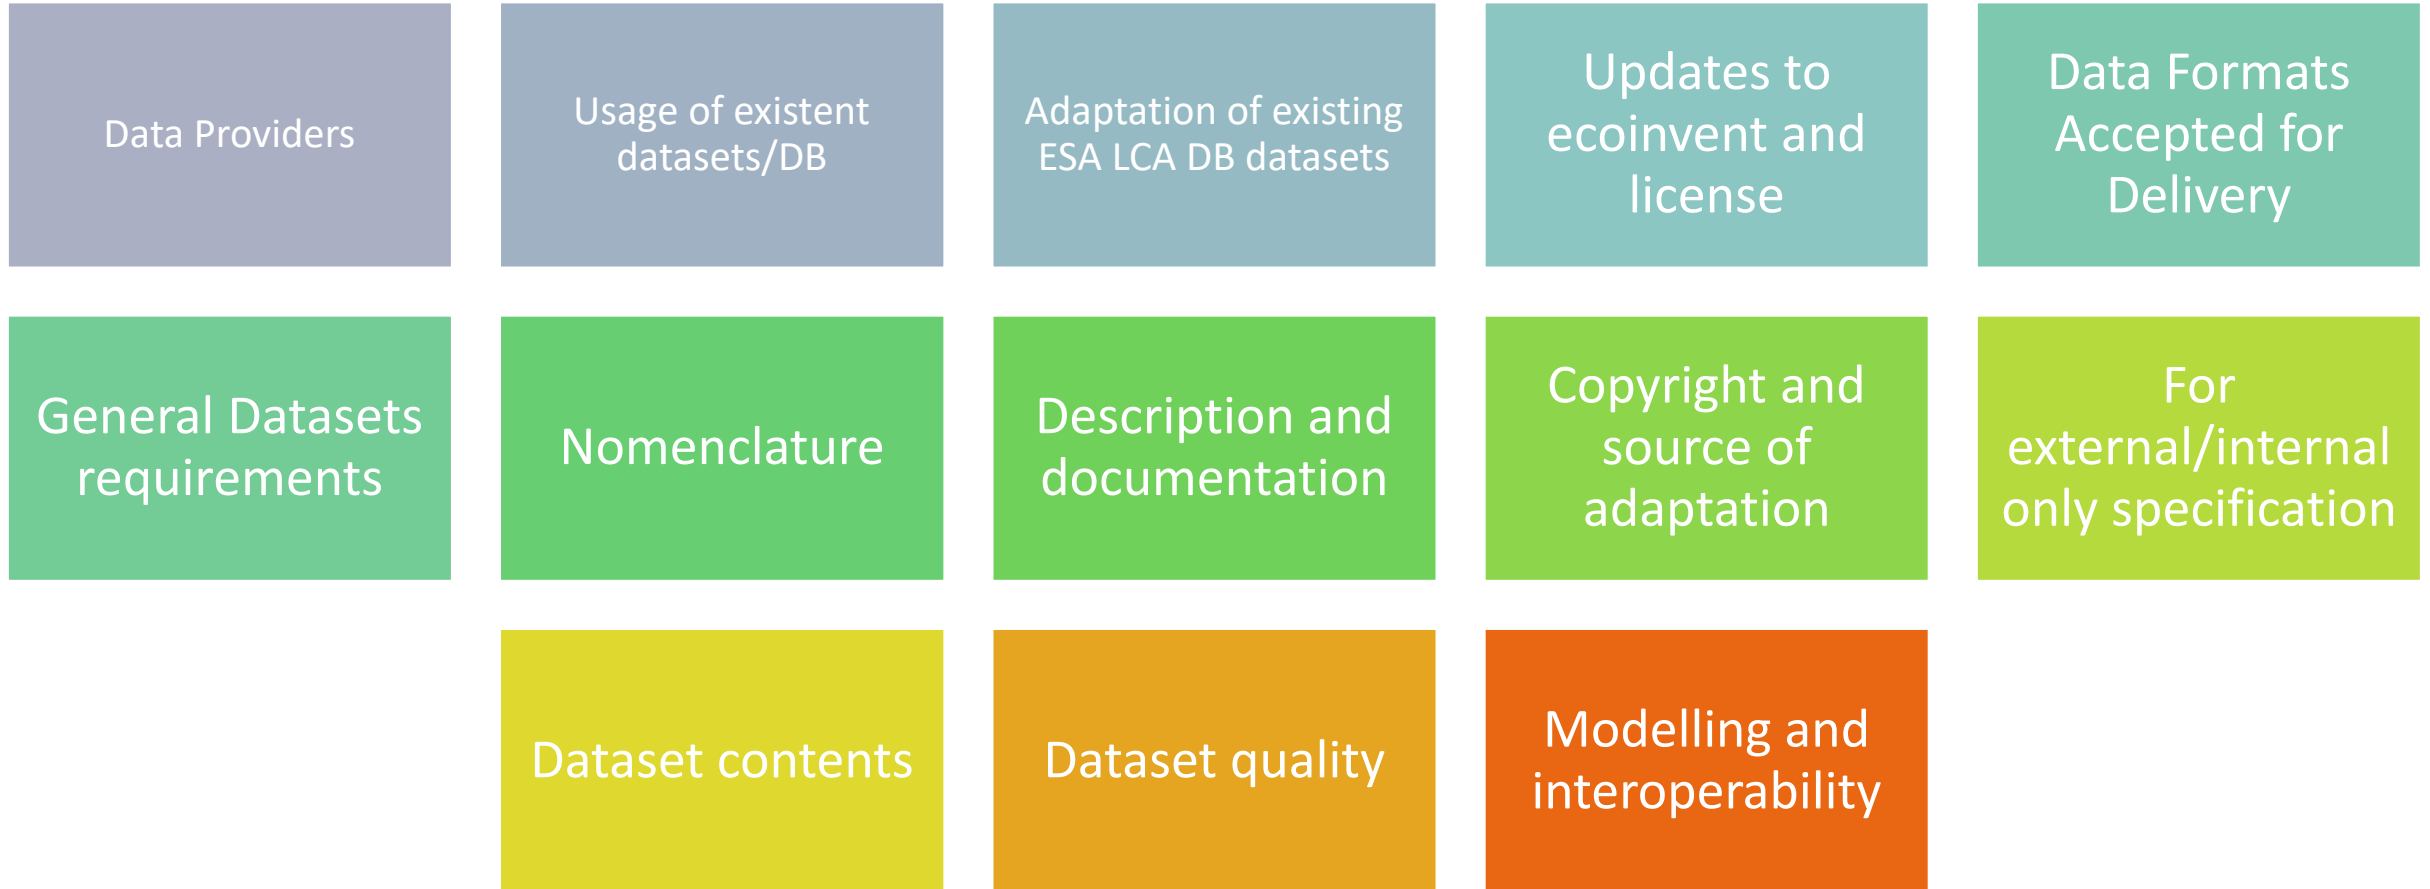 Data Providers
Usage of existent
datasets/DB
Adaptation of existing
ESA LCA DB datasets
Updates to
ecoinvent and
license
Data Formats
Accepted for
Delivery
General Datasets
requirements
Nomenclature
Description and
documentation
Copyright and
source of
adaptation
For
external/internal
only specification
Dataset contents
Dataset quality
Modelling and
interoperability